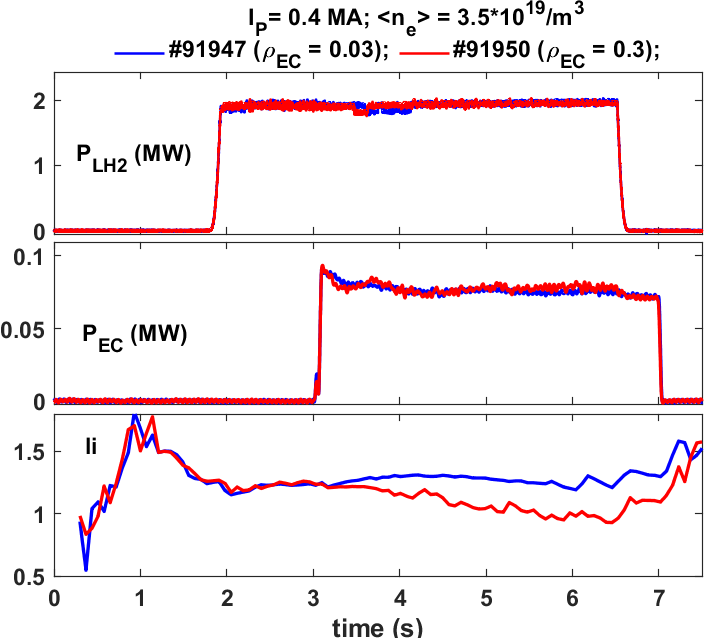 I_P= 0.4 MA; <n_e> = 3.5*10^19/m^3
#91947 (ρ_EC = 0.03); #91950 (ρ_EC = 0.3);
2
1
P_LH2 (MW)
0
0.1
0.05
P_EC (MW)
0
1.5
li
1
0.5
0 1 2 3 4 5 6 7
time (s)